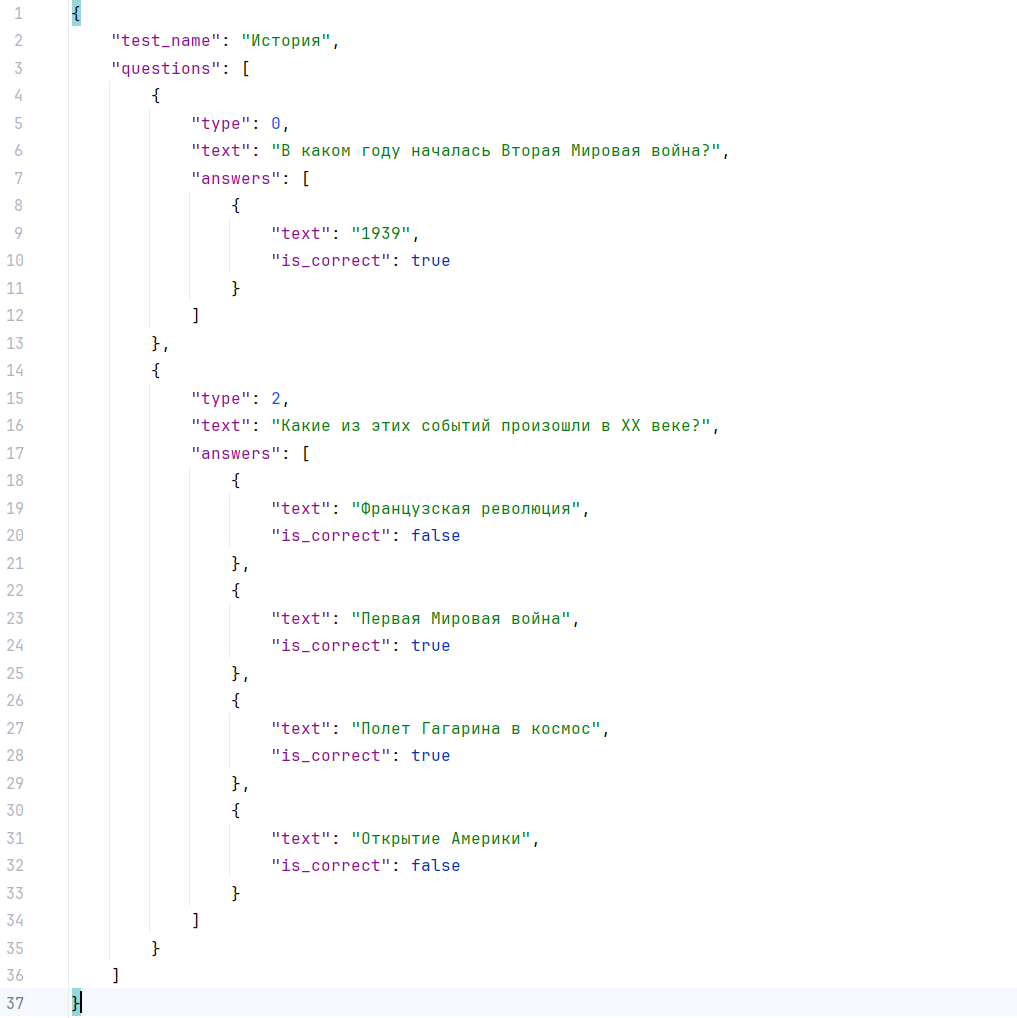 1 {
2     "test_name": "История",
3     "questions": [
4         {
5             "type": 0,
6             "text": "В каком году началась Вторая Мировая война?",
7             "answers": [
8                 {
9                     "text": "1939",
10                     "is_correct": true
11                 }
12             ]
13         },
14         {
15             "type": 2,
16             "text": "Какие из этих событий произошли в XX веке?",
17             "answers": [
18                 {
19                     "text": "Французская революция",
20                     "is_correct": false
21                 },
22                 {
23                     "text": "Первая Мировая война",
24                     "is_correct": true
25                 },
26                 {
27                     "text": "Полет Гагарина в космос",
28                     "is_correct": true
29                 },
30                 {
31                     "text": "Открытие Америки",
32                     "is_correct": false
33                 }
34             ]
35         }
36     ]
37 }